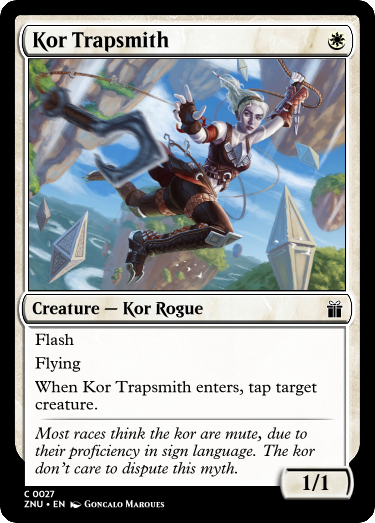 Kor Trapsmith
Creature — Kor Rogue
Flash
Flying
When Kor Trapsmith enters, tap target
creature.
Most races think the kor are mute, due to
their proficiency in sign language. The kor
don't care to dispute this myth.
1/1
C 0027
ZNU • EN Goncalo Marques